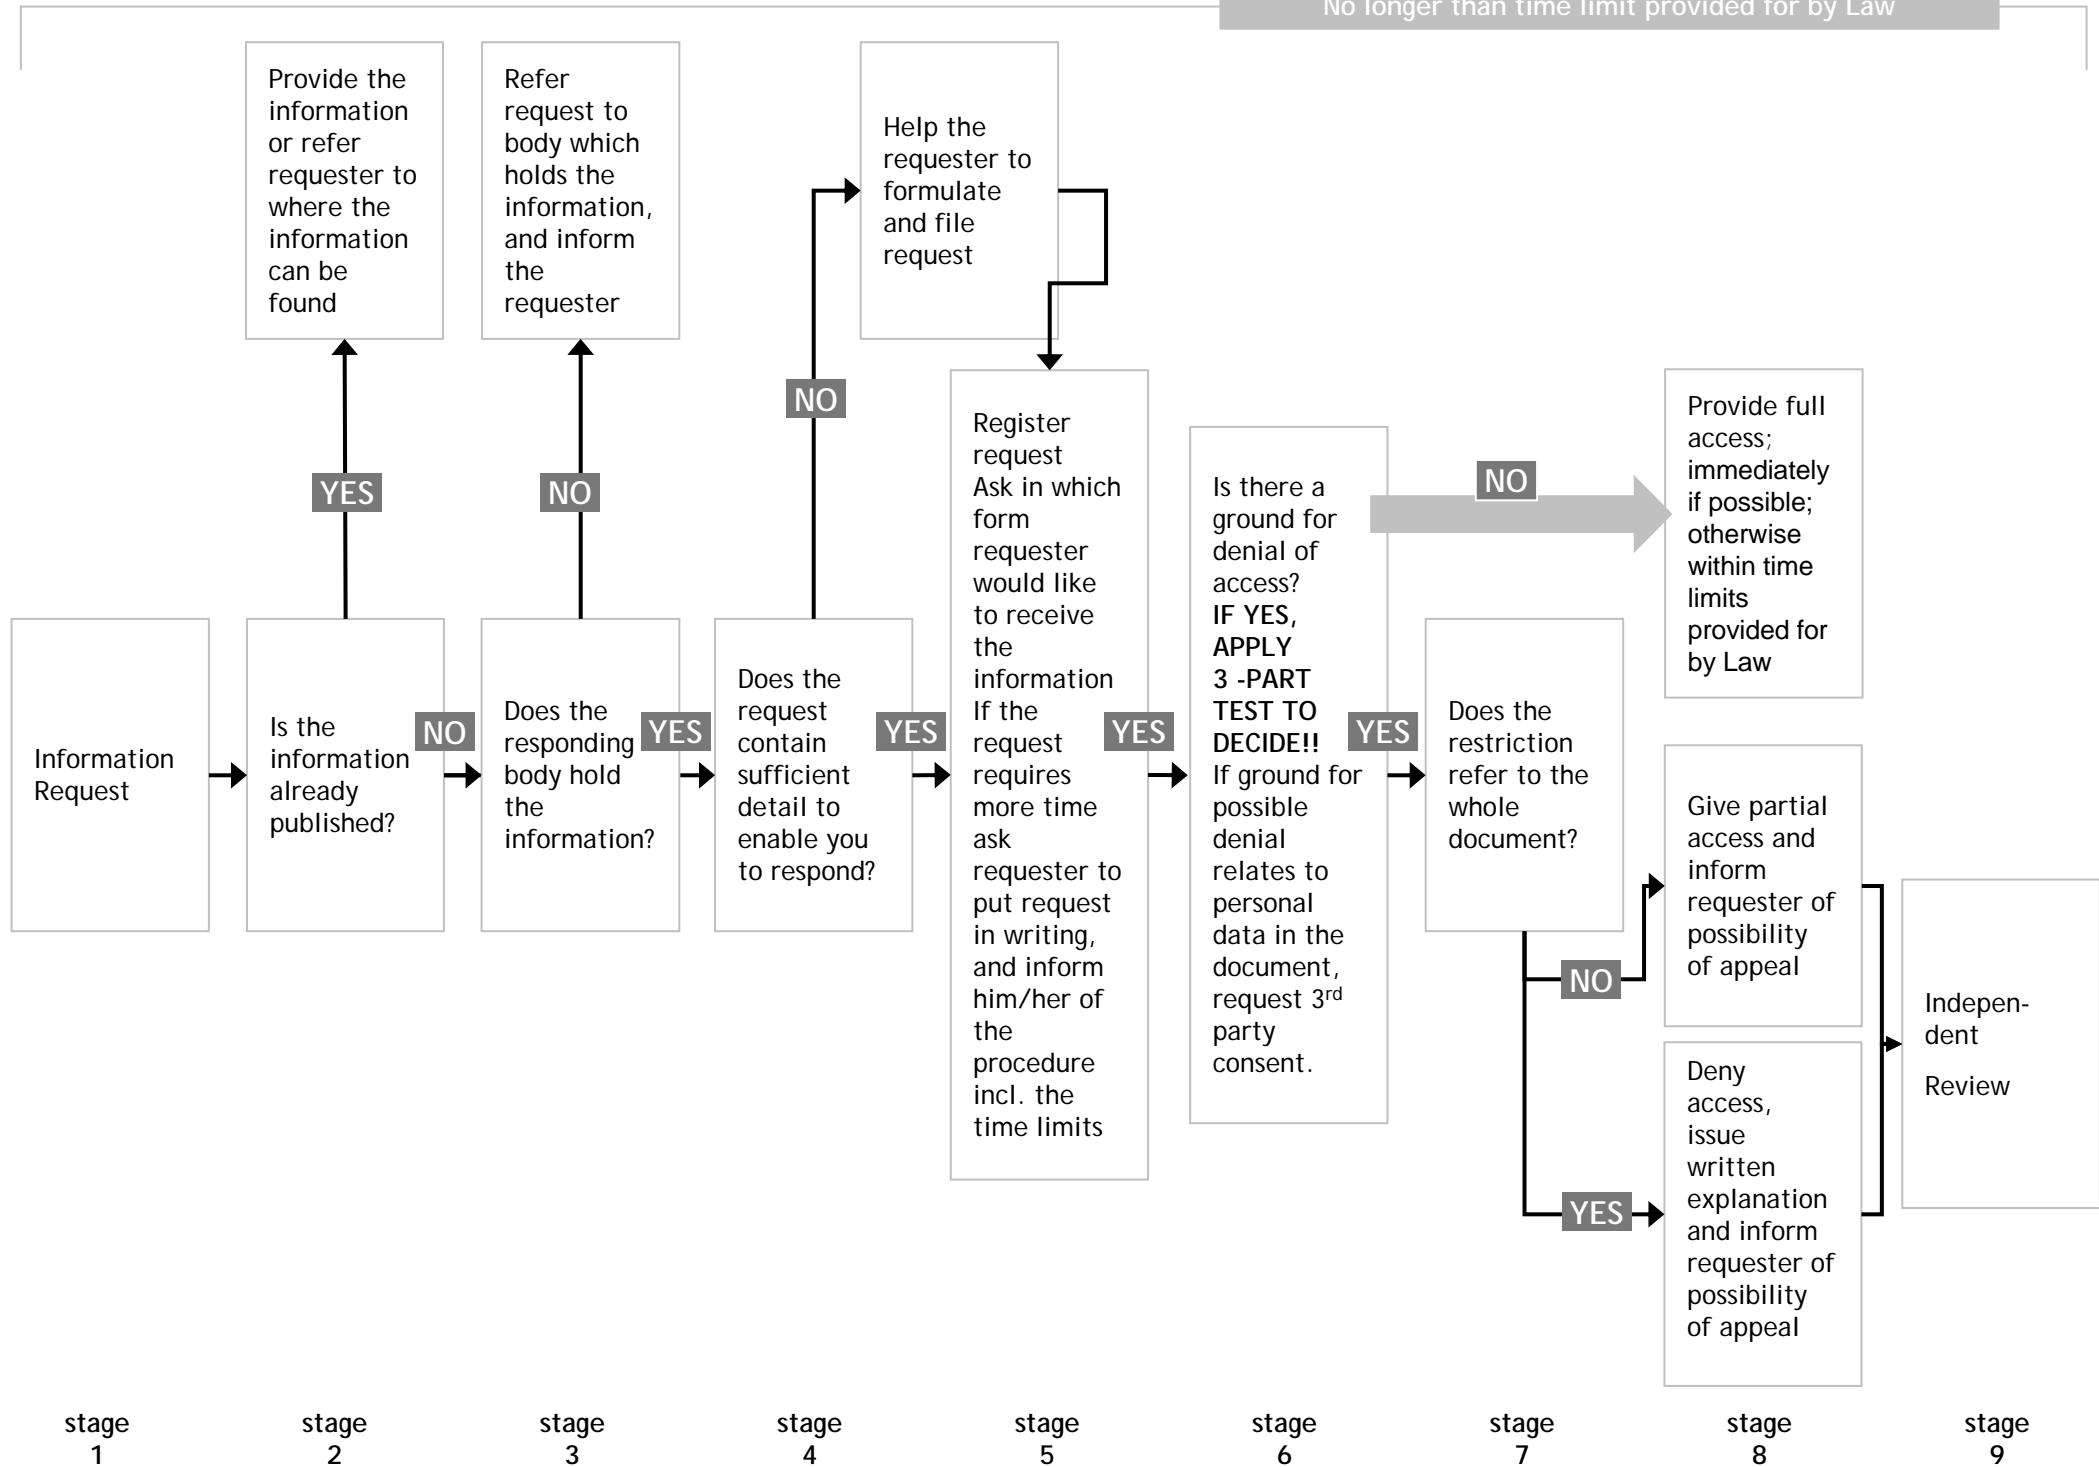 No longer than time limit provided for by Law
Provide the
information
or refer
requester to
where the
information
can be
found
Refer
request to
body which
holds the
information,
and inform
the
requester
Help the
requester to
formulate
and file
request
YES
NO
NO
Information
Request
Is the
information
already
published?
NO
Does the
responding
body hold
the
information?
YES
Does the
request
contain
sufficient
detail to
enable you
to respond?
YES
Register
request
Ask in which
form
requester
would like
to receive
the
information
If the
request
requires
more time
ask
requester to
put request
in writing,
and inform
him/her of
the
procedure
incl. the
time limits
YES
Is there a
ground for
denial of
access?
IF YES,
APPLY
3 -PART
TEST TO
DECIDE!!
If ground for
possible
denial
relates to
personal
data in the
document,
request 3rd
party
consent.
NO
YES
Does the
restriction
refer to the
whole
document?
NO
YES
Provide full
access;
immediately
if possible;
otherwise
within time
limits
provided for
by Law
Give partial
access and
inform
requester of
possibility
of appeal
Deny
access,
issue
written
explanation
and inform
requester of
possibility
of appeal
Indepen-
dent
Review
stage
1
stage
2
stage
3
stage
4
stage
5
stage
6
stage
7
stage
8
stage
9